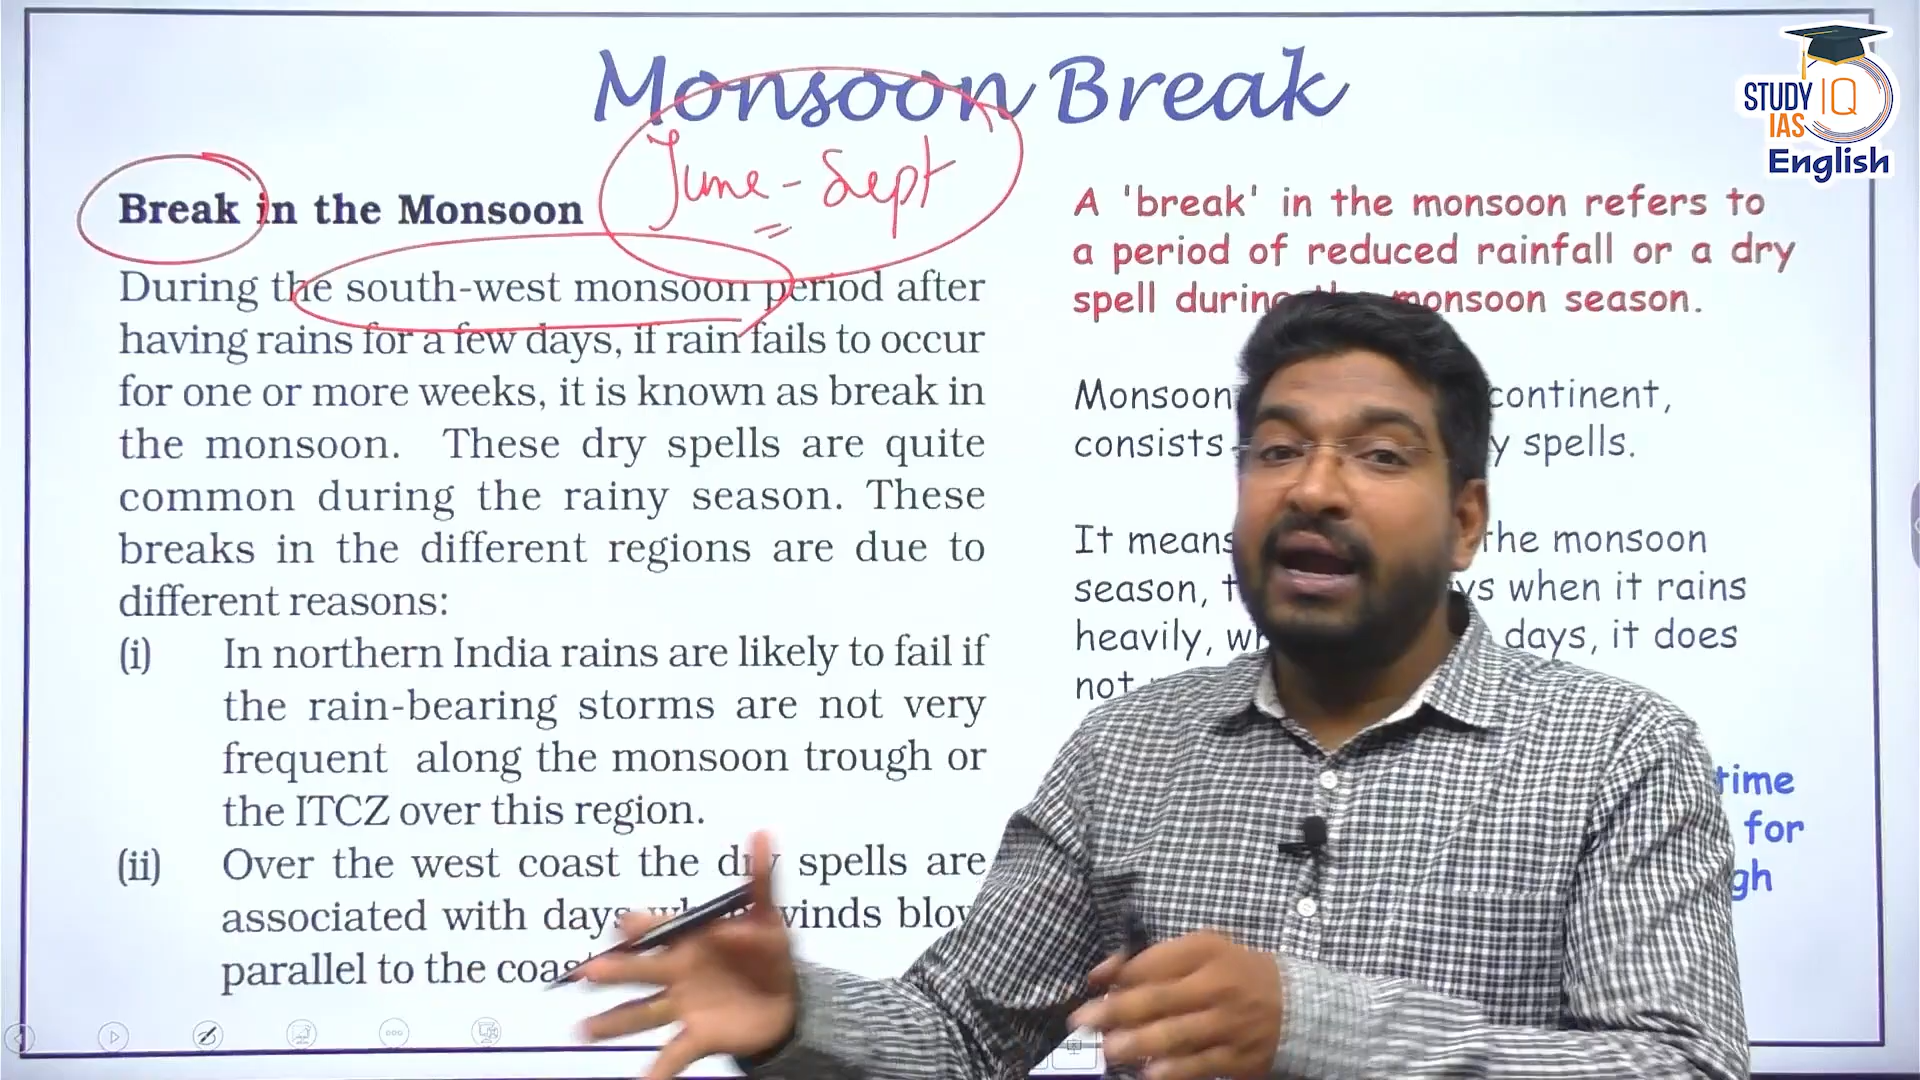 Monsoon Break
STUDY IQ
IAS
English
June - Sept
Break in the Monsoon
During the south-west monsoon period after
having rains for a few days, if rain fails to occur
for one or more weeks, it is known as break in
the monsoon. These dry spells are quite
common during the rainy season. These
breaks in the different regions are due to
different reasons:
(i) In northern India rains are likely to fail if
the rain-bearing storms are not very
frequent along the monsoon trough or
the ITCZ over this region.
(ii) Over the west coast the dry spells are
associated with days winds blow
parallel to the coast
A 'break' in the monsoon refers to
a period of reduced rainfall or a dry
spell during the monsoon season.
Monsoon continent,
consists spells.
It means the monsoon
season, when it rains
heavily, days, it does
not
time
for